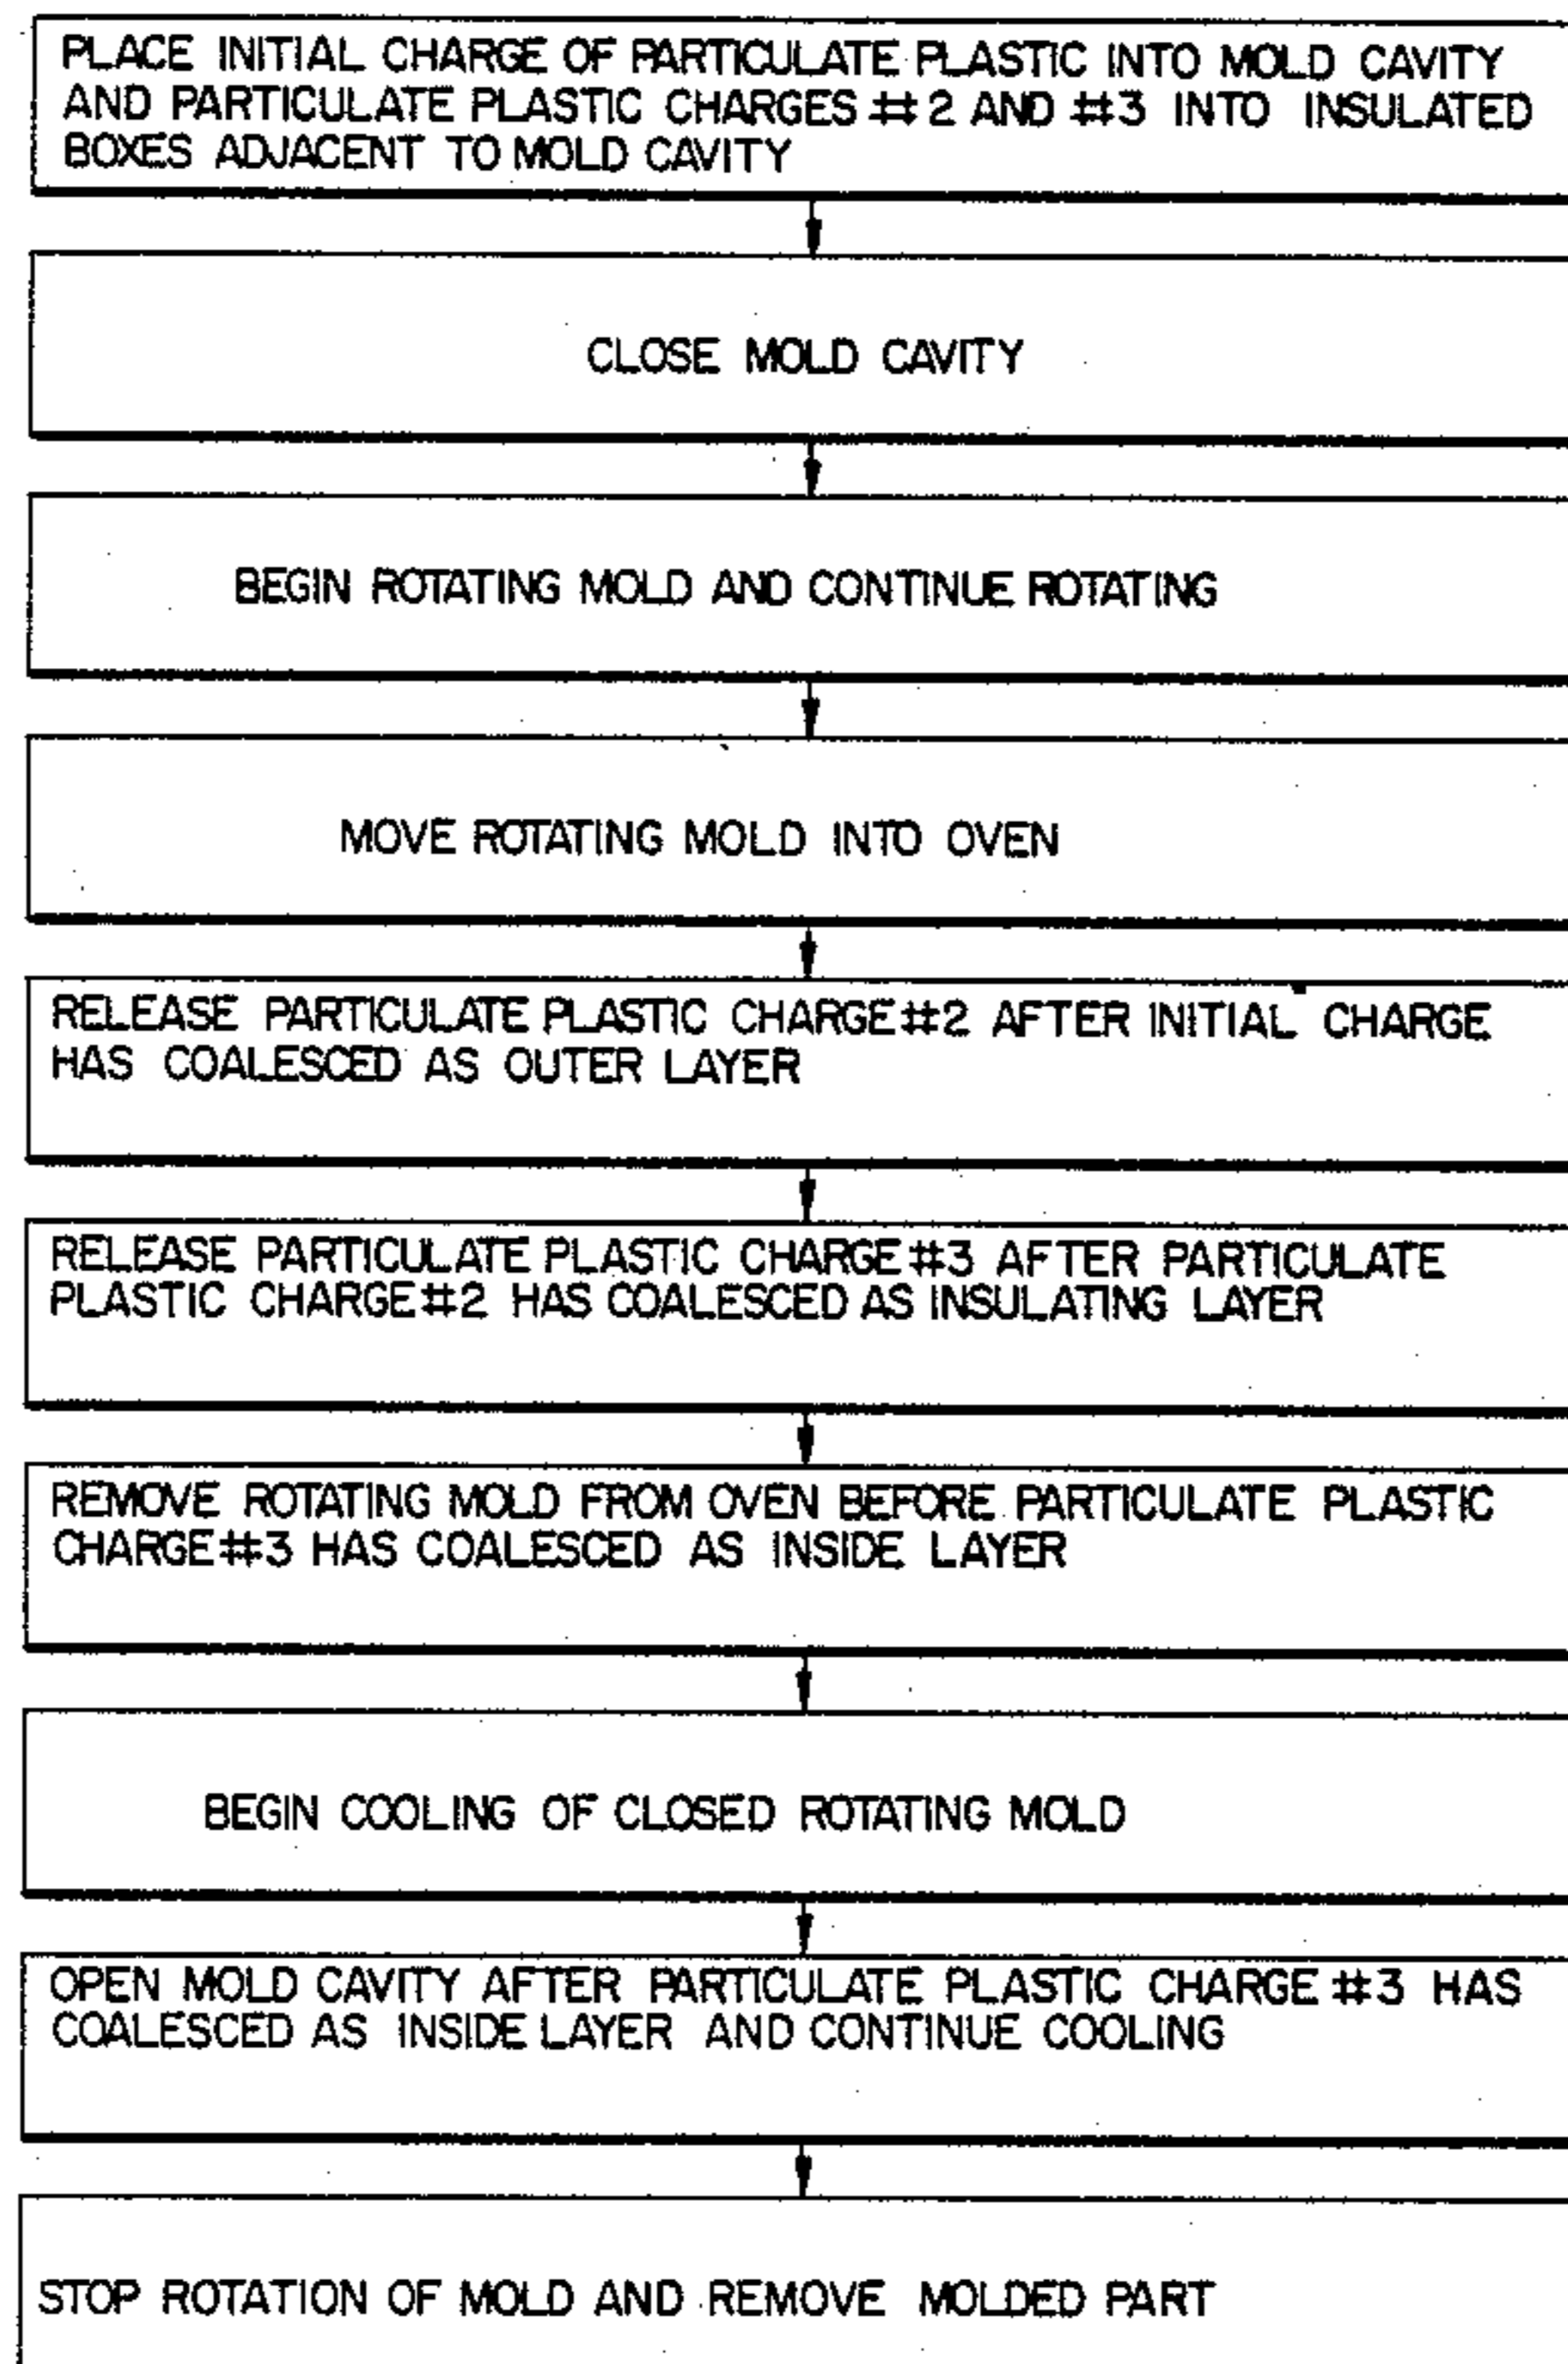 PLACE INITIAL CHARGE OF PARTICULATE PLASTIC INTO MOLD CAVITY
AND PARTICULATE PLASTIC CHARGES #2 AND #3 INTO INSULATED
BOXES ADJACENT TO MOLD CAVITY
CLOSE MOLD CAVITY
BEGIN ROTATING MOLD AND CONTINUE ROTATING
MOVE ROTATING MOLD INTO OVEN
RELEASE PARTICULATE PLASTIC CHARGE #2 AFTER INITIAL CHARGE
HAS COALESCED AS OUTER LAYER
RELEASE PARTICULATE PLASTIC CHARGE #3 AFTER PARTICULATE
PLASTIC CHARGE #2 HAS COALESCED AS INSULATING LAYER
REMOVE ROTATING MOLD FROM OVEN BEFORE PARTICULATE PLASTIC
CHARGE #3 HAS COALESCED AS INSIDE LAYER
BEGIN COOLING OF CLOSED ROTATING MOLD
OPEN MOLD CAVITY AFTER PARTICULATE PLASTIC CHARGE #3 HAS
COALESCED AS INSIDE LAYER AND CONTINUE COOLING
STOP ROTATION OF MOLD AND REMOVE MOLDED PART